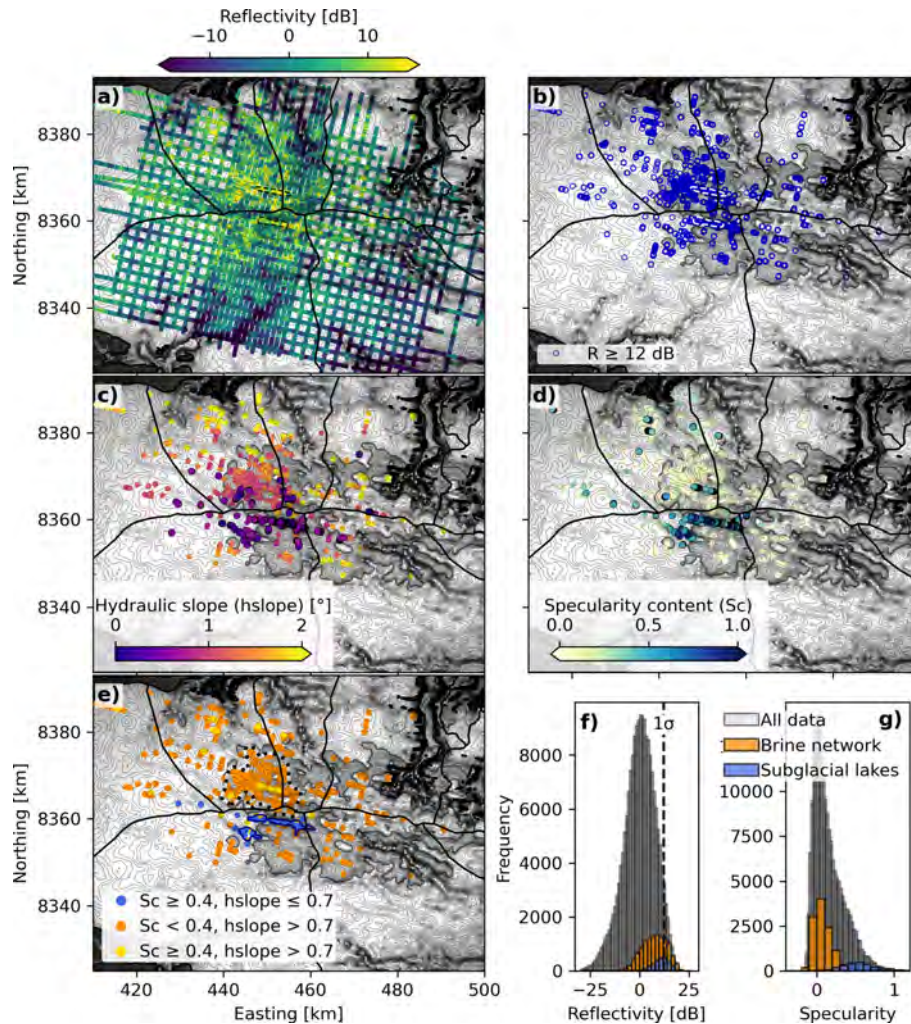 Reflectivity [dB]
−10 0 10
a)
b)
Northing [km]
8380
8360
8340
R ≥ 12 dB
c)
d)
8380
8360
8340
Hydraulic slope (hslope) [°]
0 1 2
Specularity content (Sc)
0.0 0.5 1.0
e)
8380
8360
8340
Northing [km]
Sc ≥ 0.4, hslope ≤ 0.7
Sc < 0.4, hslope > 0.7
Sc ≥ 0.4, hslope > 0.7
420 440 460 480 500
Easting [km]
f)
1σ
Frequency
8000
6000
4000
2000
0
−25 0 25
Reflectivity [dB]
g)
All data
Brine network
Subglacial lakes
10000
7500
5000
2500
0
0 1
Specularity